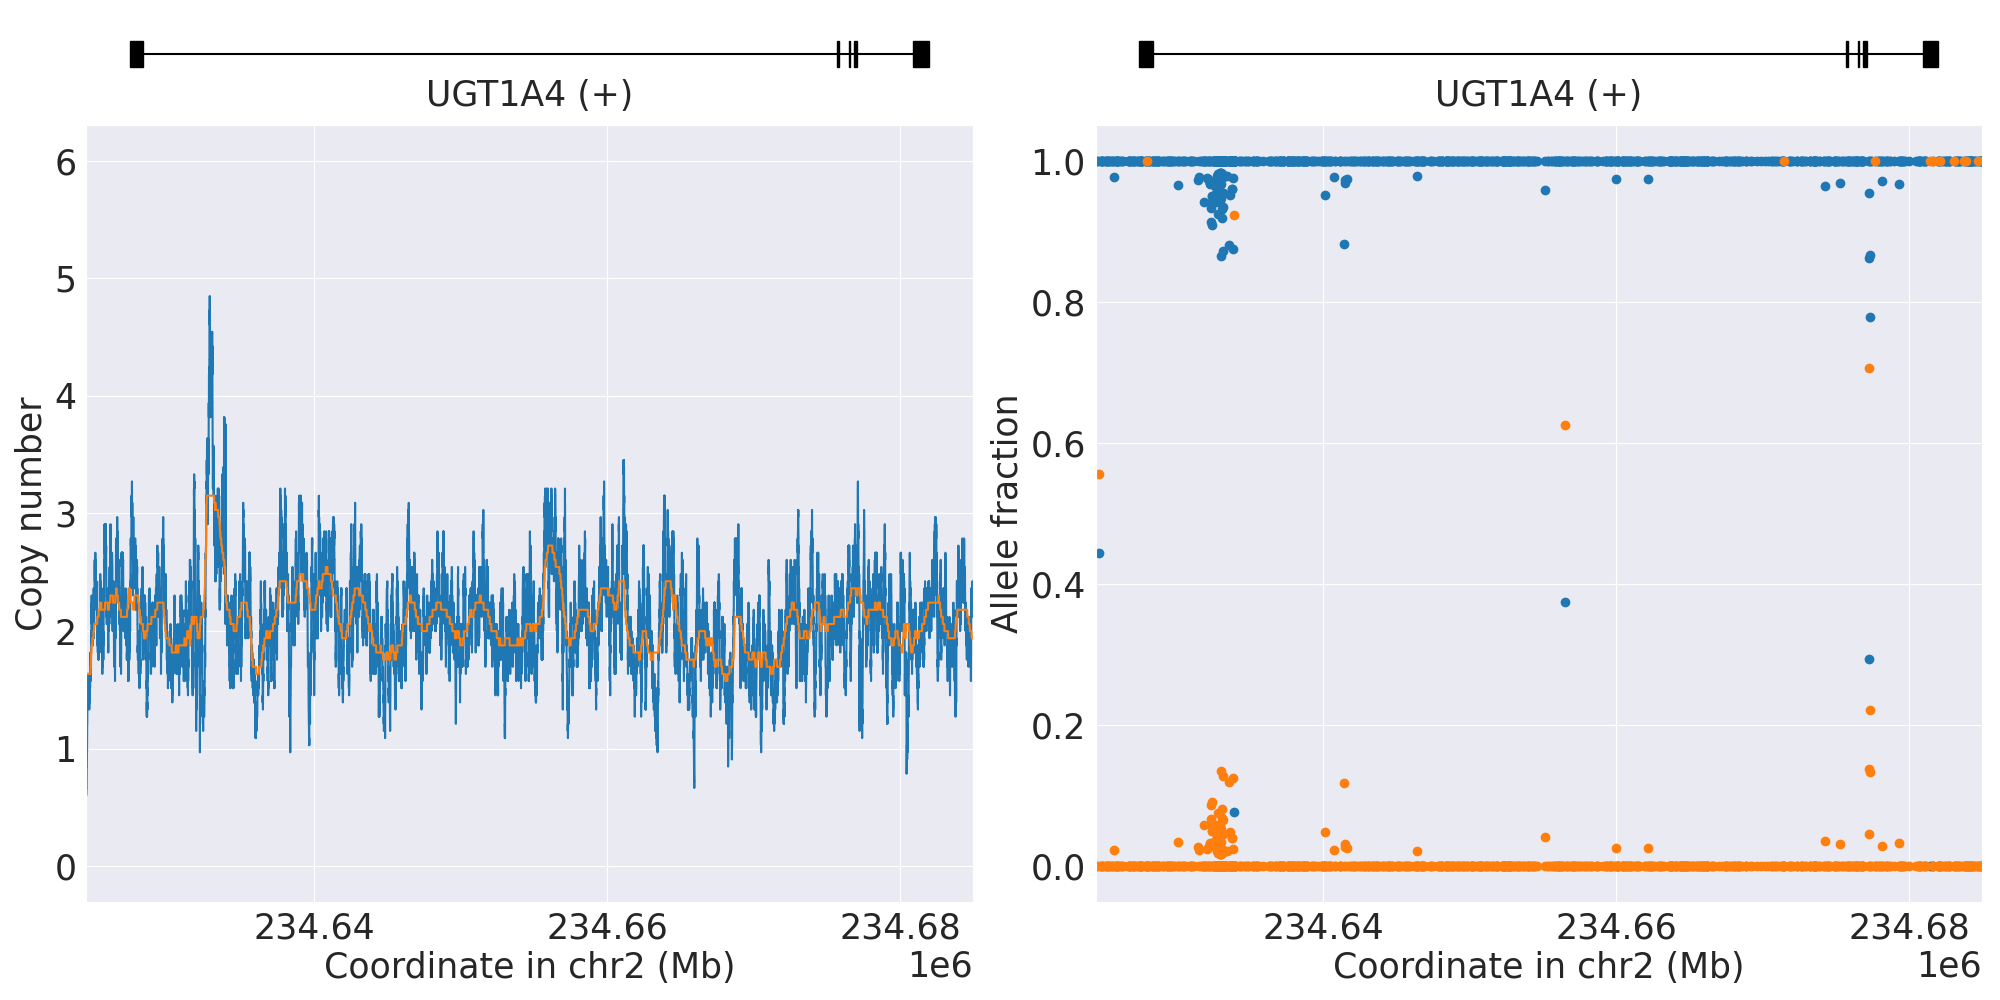 UGT1A4 (+)
6
5
4
3
2
1
0
Copy number
234.64
234.66
234.68
Coordinate in chr2 (Mb)
1e6
UGT1A4 (+)
1.0
0.8
0.6
0.4
0.2
0.0
Allele fraction
234.64
234.66
234.68
Coordinate in chr2 (Mb)
1e6